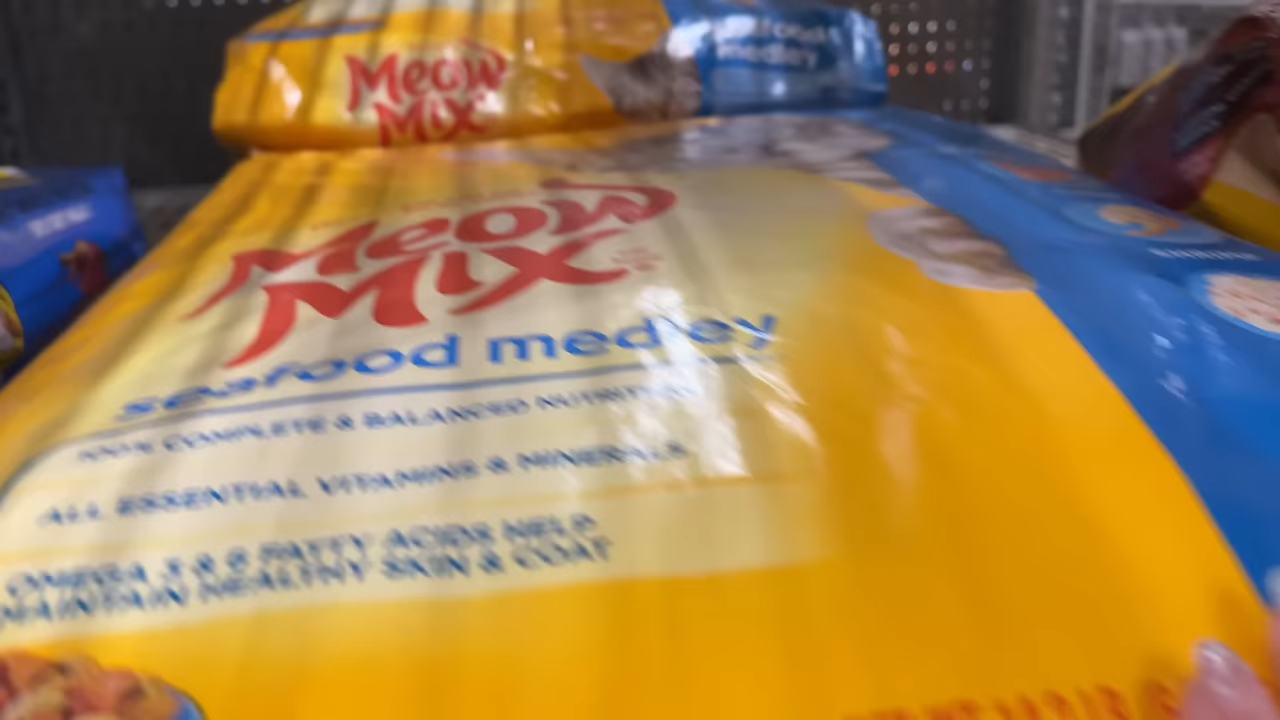 Meow
Mix
medley
Meow
Mix
seafood medley
100% COMPLETE & BALANCED NUTRITION
ALL ESSENTIAL VITAMINS & MINERALS
OMEGA 3 & 6 FATTY ACIDS HELP
MAINTAIN HEALTHY SKIN & COAT